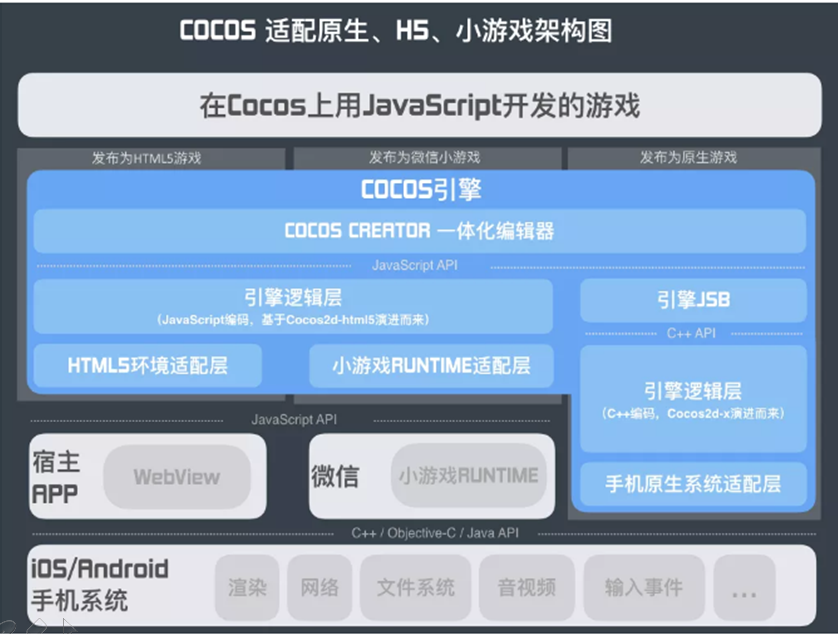 COCOS 适配原生、H5、小游戏架构图
在Cocos上用JavaScript开发的游戏
发布为HTML5游戏
发布为微信小游戏
发布为原生游戏
COCOS引擎
COCOS CREATOR 一体化编辑器
JavaScript API
引擎逻辑层
（JavaScript编码，基于Cocos2d-html5演进而来）
引擎JSB
C++ API
HTML5环境适配层
小游戏RUNTIME适配层
引擎逻辑层
（C++编码，Cocos2d-x演进而来）
手机原生系统适配层
JavaScript API
宿主
APP
WebView
微信
小游戏RUNTIME
C++ / Objective-C / Java API
iOS/Android
手机系统
渲染
网络
文件系统
音视频
输入事件
...